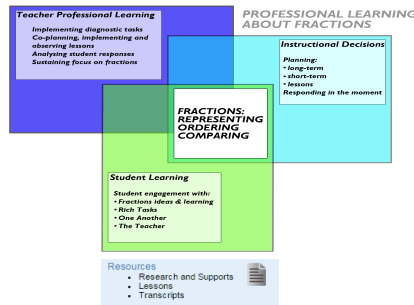 PROFESSIONAL LEARNING
ABOUT FRACTIONS
Teacher Professional Learning
Implementing diagnostic tasks
Co-planning, implementing and
observing lessons
Analysing student responses
Sustaining focus on fractions
Instructional Decisions
Planning:
• long-term
• short-term
• lessons
Responding in the moment
FRACTIONS:
REPRESENTING
ORDERING
COMPARING
Student Learning
Student engagement with:
• Fractions ideas & learning
• Rich Tasks
• One Another
• The Teacher
Resources
• Research and Supports
• Lessons
• Transcripts